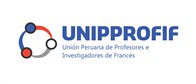 UNIPPROFIF
Unión Peruana de Profesores e
Investigadores de Francés